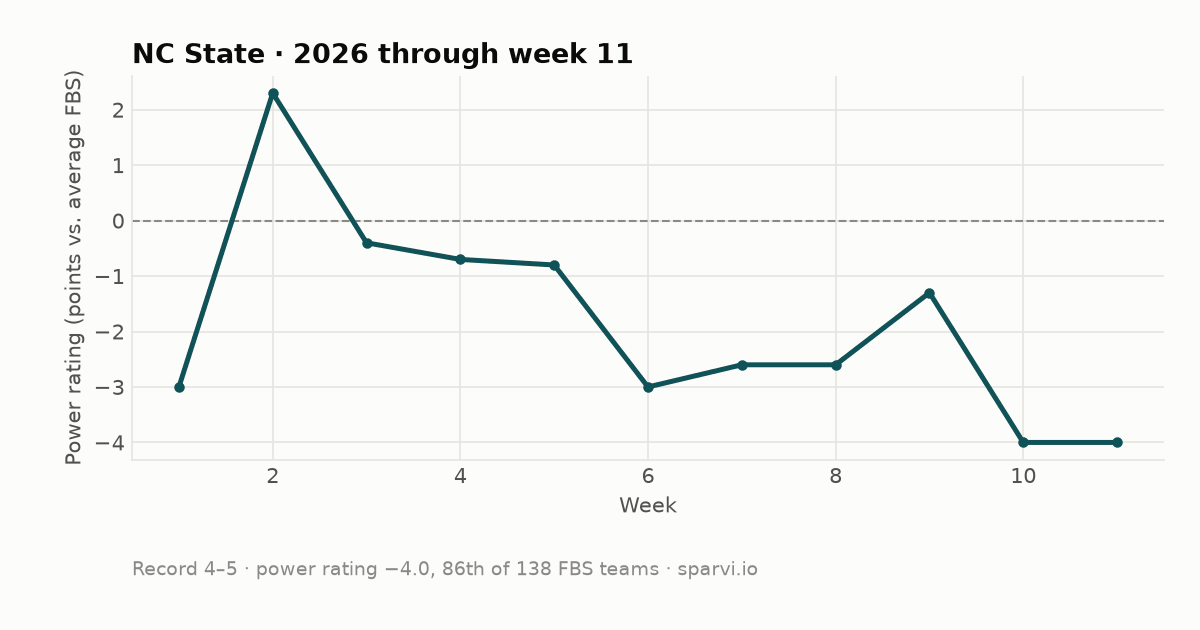 NC State · 2026 through week 11
Power rating (points vs. average FBS)
2
1
0
−1
−2
−3
−4
2 4 6 8 10
Week
Record 4–5 · power rating −4.0, 86th of 138 FBS teams · sparvi.io